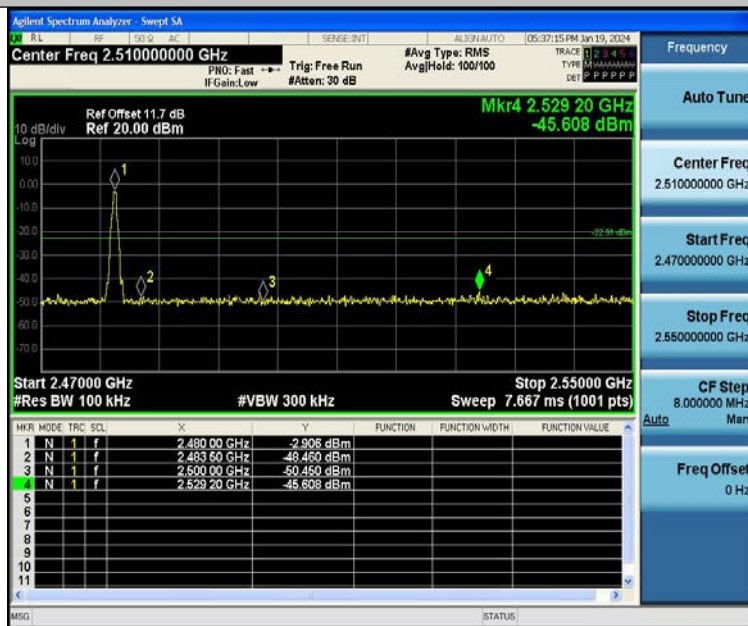 Agilent Spectrum Analyzer - Swept SA
LXI RL RF 50 Ω AC SENSE:INT ALIGN AUTO 05:37:15 PM Jan 19, 2024
Center Freq 2.510000000 GHz
PNO: Fast
IFGain:Low
Trig: Free Run
#Atten: 30 dB
#Avg Type: RMS
Avg|Hold: 100/100
TRACE 1 2 3 4 5 6
TYPE M
DET P P P P P P
Ref Offset 11.7 dB
10 dB/div Ref 20.00 dBm
Log
Mkr4 2.529 20 GHz
-45.608 dBm
10.0
0.00
-10.0
-20.0
-30.0
-40.0
-50.0
-60.0
-70.0
1
2
3
4
-22.91 dBm
Start 2.47000 GHz Stop 2.55000 GHz
#Res BW 100 kHz #VBW 300 kHz Sweep 7.667 ms (1001 pts)
MKR MODE TRC SCL X Y FUNCTION FUNCTION WIDTH FUNCTION VALUE
1 N 1 f 2.480 00 GHz -2.906 dBm
2 N 1 f 2.483 50 GHz -48.460 dBm
3 N 1 f 2.500 00 GHz -50.450 dBm
4 N 1 f 2.529 20 GHz -45.608 dBm
5
6
7
8
9
10
11
MSG STATUS
Frequency
Auto Tune
Center Freq
2.510000000 GHz
Start Freq
2.470000000 GHz
Stop Freq
2.550000000 GHz
CF Step
8.000000 MHz
Auto Man
Freq Offset
0 Hz